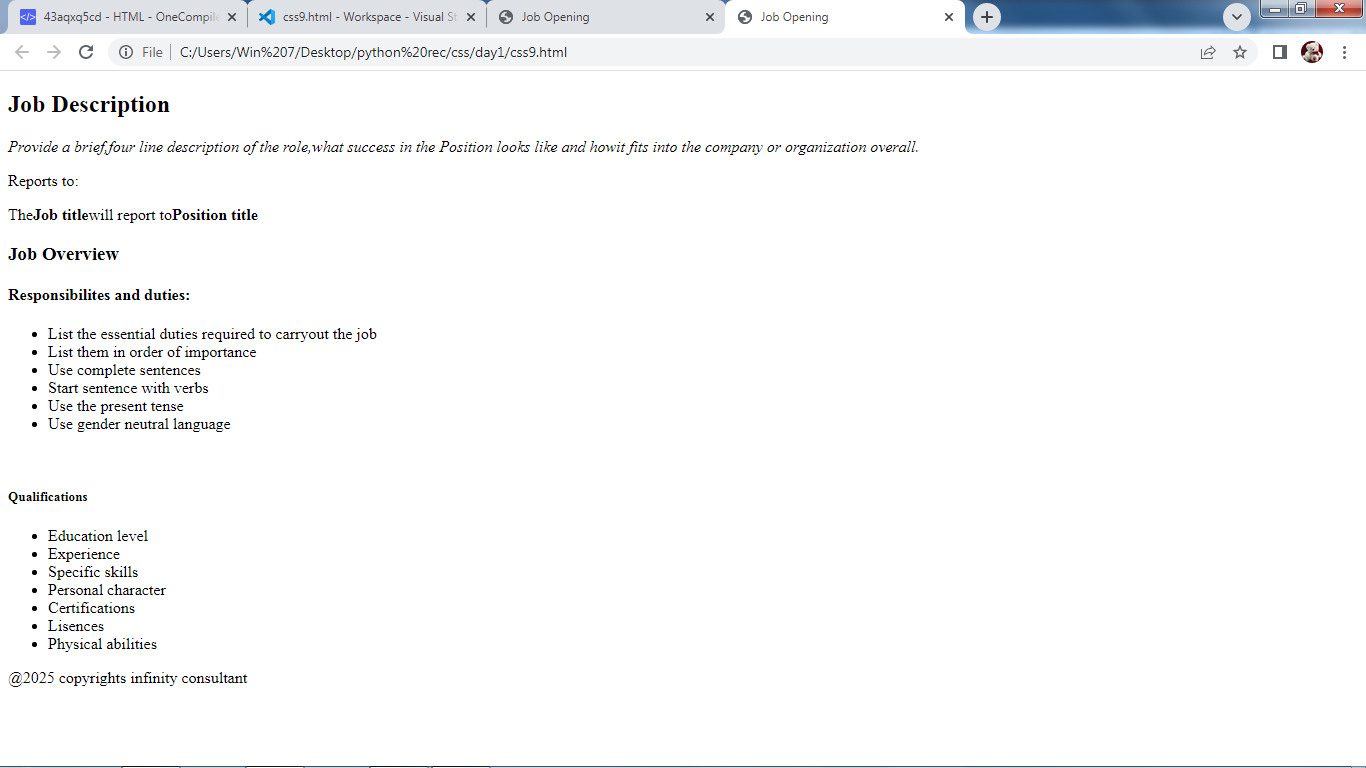 43aqxq5cd - HTML - OneCompile
css9.html - Workspace - Visual St
Job Opening
Job Opening
File
C:/Users/Win%207/Desktop/python%20rec/css/day1/css9.html
Job Description
Provide a brief,four line description of the role,what success in the Position looks like and howit fits into the company or organization overall.
Reports to:
TheJob titlewill report toPosition title
Job Overview
Responsibilites and duties:
• List the essential duties required to carryout the job
• List them in order of importance
• Use complete sentences
• Start sentence with verbs
• Use the present tense
• Use gender neutral language
Qualifications
• Education level
• Experience
• Specific skills
• Personal character
• Certifications
• Lisences
• Physical abilities
@2025 copyrights infinity consultant